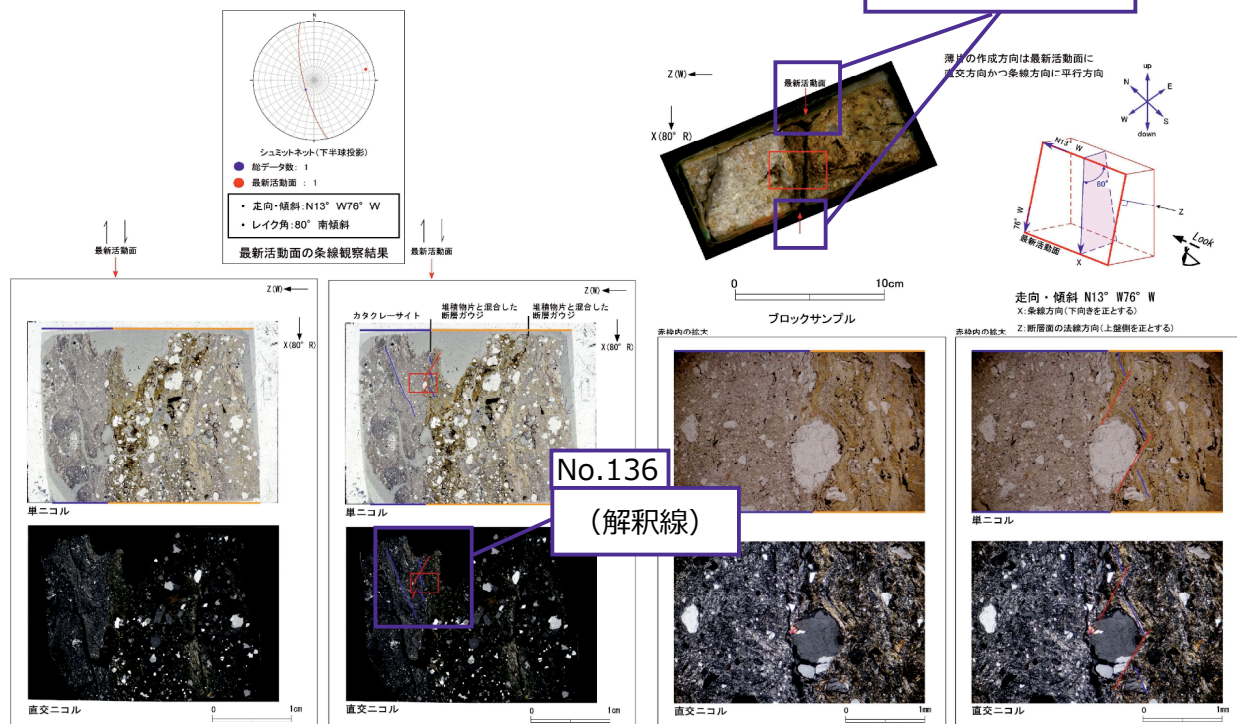 N
シュミットネット(下半球投影)
総データ数: 1
最新活動面 : 1
・ 走向・傾斜:N13° W76° W
・ レイク角:80° 南傾斜
最新活動面の条線観察結果
Z(W)
X(80° R)
最新活動面
薄片の作成方向は最新活動面に
直交方向かつ条線方向に平行方向
up
N
E
W
S
down
N13° W
80°
76° W
Z
最新活動面
X
Look
0
10cm
ブロックサンプル
走向・傾斜 N13° W76° W
X:条線方向(下向きを正とする)
Z:断層面の法線方向(上盤側を正とする)
最新活動面
Z(W)
X(80° R)
単ニコル
直交ニコル
0
1cm
最新活動面
Z(W)
カタクレーサイト
堆積物片と混合した
断層ガウジ
堆積物片と混合した
断層ガウジ
X(80° R)
単ニコル
No.136
(解釈線)
直交ニコル
0
1cm
赤枠内の拡大
直交ニコル
0
1mm
赤枠内の拡大
単ニコル
直交ニコル
0
1mm